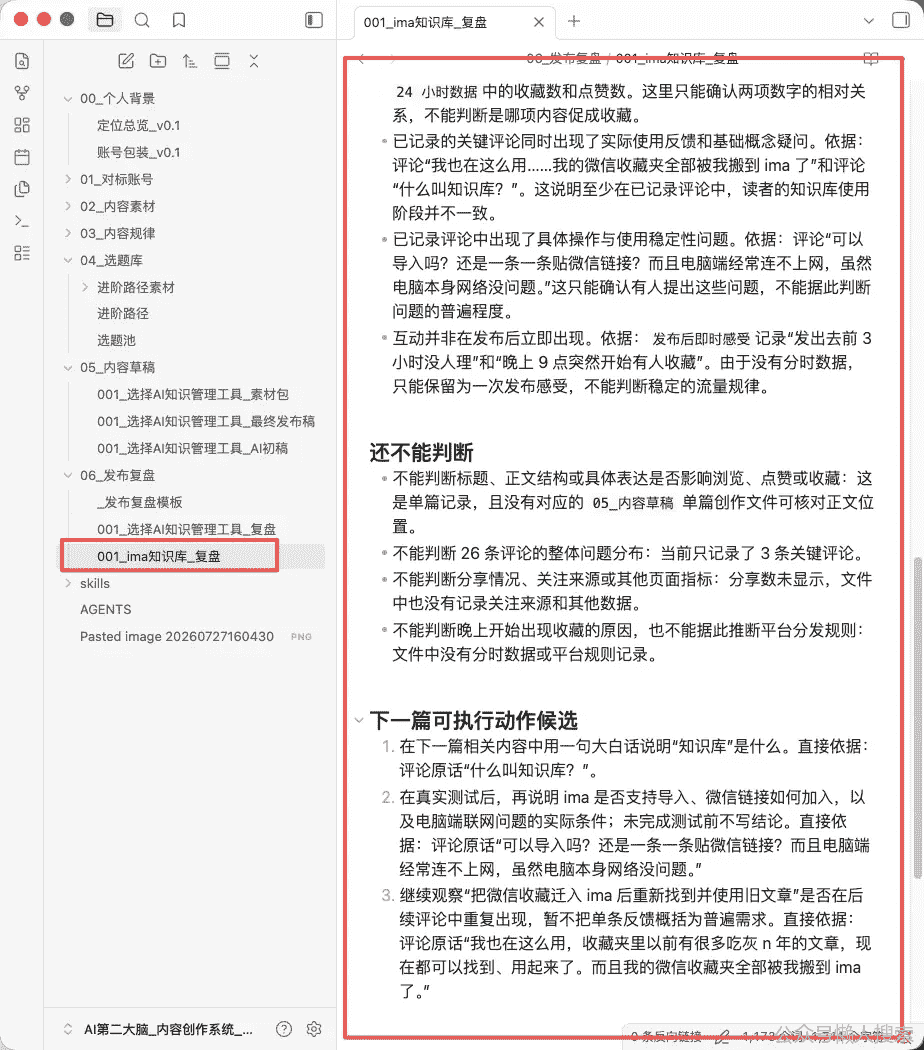 001_ima知识库_复盘
06_发布复盘 / 001_ima知识库_复盘
00_个人背景
定位总览_v0.1
账号包装_v0.1
01_对标账号
02_内容素材
03_内容规律
04_选题库
进阶路径素材
进阶路径
选题池
05_内容草稿
001_选择AI知识管理工具_素材包
001_选择AI知识管理工具_最终发布稿
001_选择AI知识管理工具_AI初稿
06_发布复盘
_发布复盘模板
001_选择AI知识管理工具_复盘
001_ima知识库_复盘
skills
AGENTS
Pasted image 20260727160430 PNG
AI第二大脑_内容创作系统_...
24 小时数据 中的收藏数和点赞数。这里只能确认两项数字的相对关
系，不能判断是哪项内容促成收藏。
已记录的关键评论同时出现了实际使用反馈和基础概念疑问。依据：
评论“我也在这么用……我的微信收藏夹全部被我搬到 ima 了”和评论
“什么叫知识库？”。这说明至少在已记录评论中，读者的知识库使用
阶段并不一致。
已记录评论中出现了具体操作与使用稳定性问题。依据：评论“可以
导入吗？还是一条一条贴微信链接？而且电脑端经常连不上网，虽然
电脑本身网络没问题。”这只能确认有人提出这些问题，不能据此判断
问题的普遍程度。
互动并非在发布后立即出现。依据： 发布后即时感受 记录“发出去前 3
小时没人理”和“晚上 9 点突然开始有人收藏”。由于没有分时数据，
只能保留为一次发布感受，不能判断稳定的流量规律。
还不能判断
不能判断标题、正文结构或具体表达是否影响浏览、点赞或收藏：这
是单篇记录，且没有对应的 05_内容草稿 单篇创作文件可核对正文位
置。
不能判断 26 条评论的整体问题分布：当前只记录了 3 条关键评论。
不能判断分享情况、关注来源或其他页面指标：分享数未显示，文件
中也没有记录关注来源和其他数据。
不能判断晚上开始出现收藏的原因，也不能据此推断平台分发规则：
文件中没有分时数据或平台规则记录。
下一篇可执行动作候选
1. 在下一篇相关内容中用一句大白话说明“知识库”是什么。直接依据：
评论原话“什么叫知识库？”。
2. 在真实测试后，再说明 ima 是否支持导入、微信链接如何加入，以
及电脑端联网问题的实际条件；未完成测试前不写结论。直接依
据：评论原话“可以导入吗？还是一条一条贴微信链接？而且电脑端
经常连不上网，虽然电脑本身网络没问题。”
3. 继续观察“把微信收藏迁入 ima 后重新找到并使用旧文章”是否在后
续评论中重复出现，暂不把单条反馈概括为普遍需求。直接依据：
评论原话“我也在这么用，收藏夹里以前有很多吃灰 n 年的文章，现
在都可以找到、用起来了。而且我的微信收藏夹全部被我搬到 ima
了。”
0 条反向链接